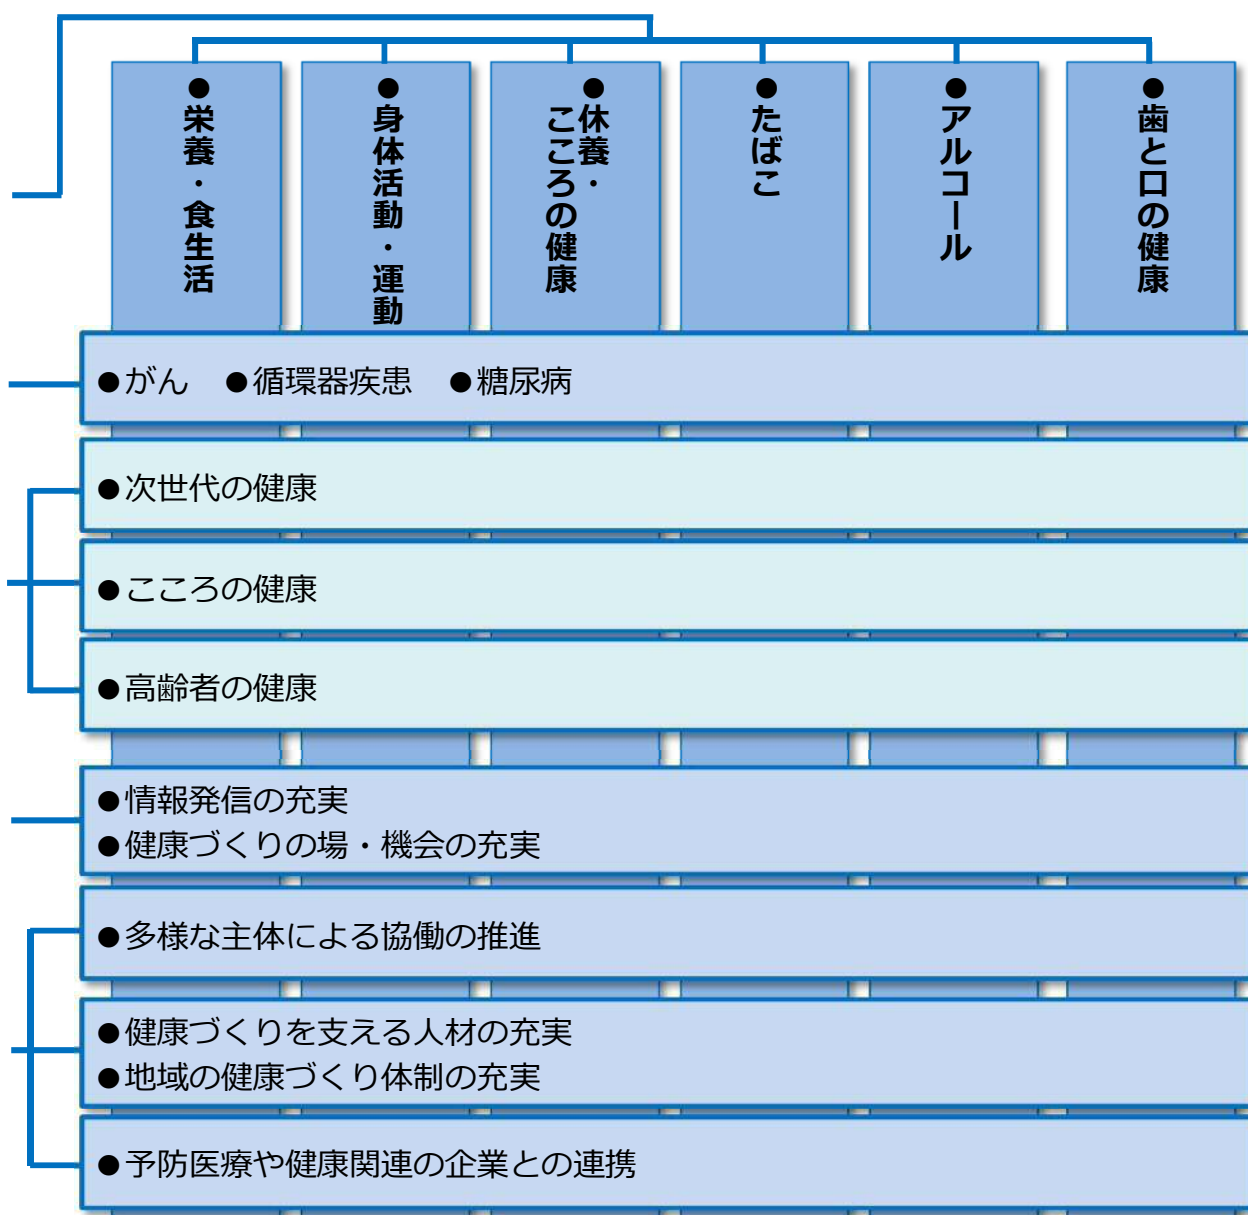 ●栄養・食生活
●身体活動・運動
●休養・
こころの健康
●たばこ
●アルコール
●歯と口の健康
●がん　●循環器疾患　●糖尿病
●次世代の健康
●こころの健康
●高齢者の健康
●情報発信の充実
●健康づくりの場・機会の充実
●多様な主体による協働の推進
●健康づくりを支える人材の充実
●地域の健康づくり体制の充実
●予防医療や健康関連の企業との連携